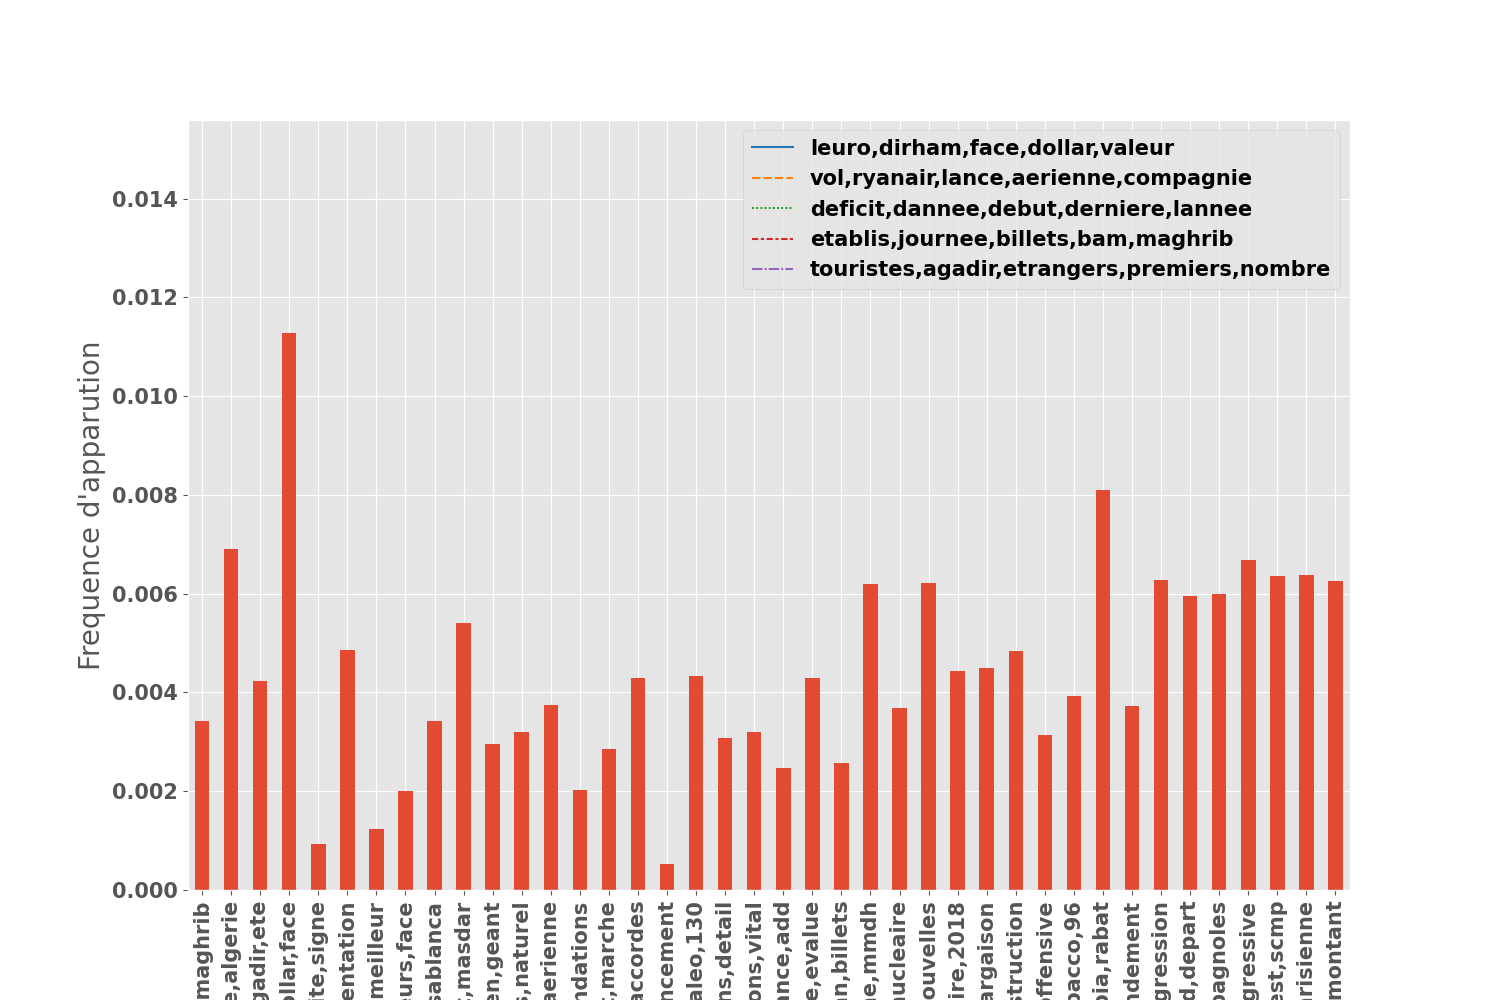 leuro,dirham,face,dollar,valeur
vol,ryanair,lance,aerienne,compagnie
deficit,dannee,debut,derniere,lannee
etablis,journee,billets,bam,maghrib
touristes,agadir,etrangers,premiers,nombre
Frequence d'apparution
0.014
0.012
0.010
0.008
0.006
0.004
0.002
0.000
maghrib
e,algerie
gadir,ete
ollar,face
ite,signe
entation
meilleur
eurs,face
sablanca
,masdar
en,geant
s,naturel
aerienne
ndations
,marche
accordes
ncement
aleo,130
ns,detail
ons,vital
ance,add
e,evalue
an,billets
e,mmdh
nucleaire
ouvelles
ire,2018
argaison
struction
offensive
bacco,96
bia,rabat
ndement
gression
d,depart
pagnoles
gressive
est,scmp
arisienne
montant